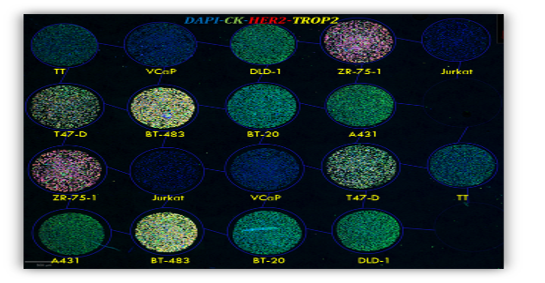 DAPI-CK-HER2-TROP2
TT VCaP DLD-1 ZR-75-1 Jurkat
T47-D BT-483 BT-20 A431
ZR-75-1 Jurkat VCaP T47-D TT
A431 BT-483 BT-20 DLD-1